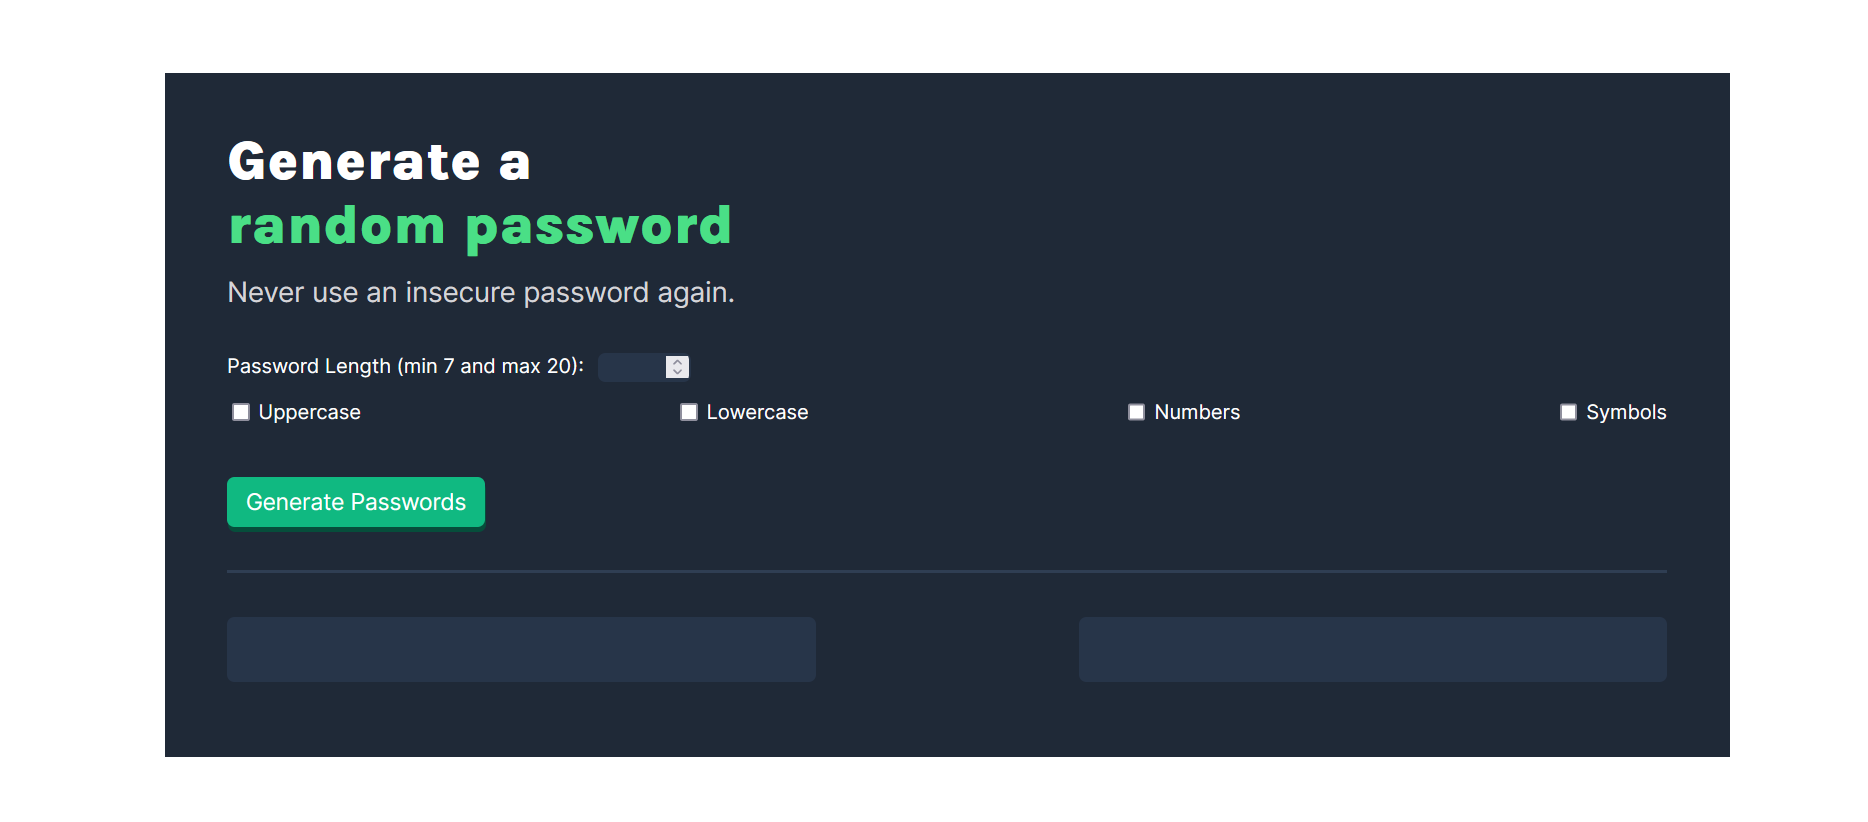 Generate a
random password
Never use an insecure password again.
Password Length (min 7 and max 20):
Uppercase Lowercase Numbers Symbols
Generate Passwords